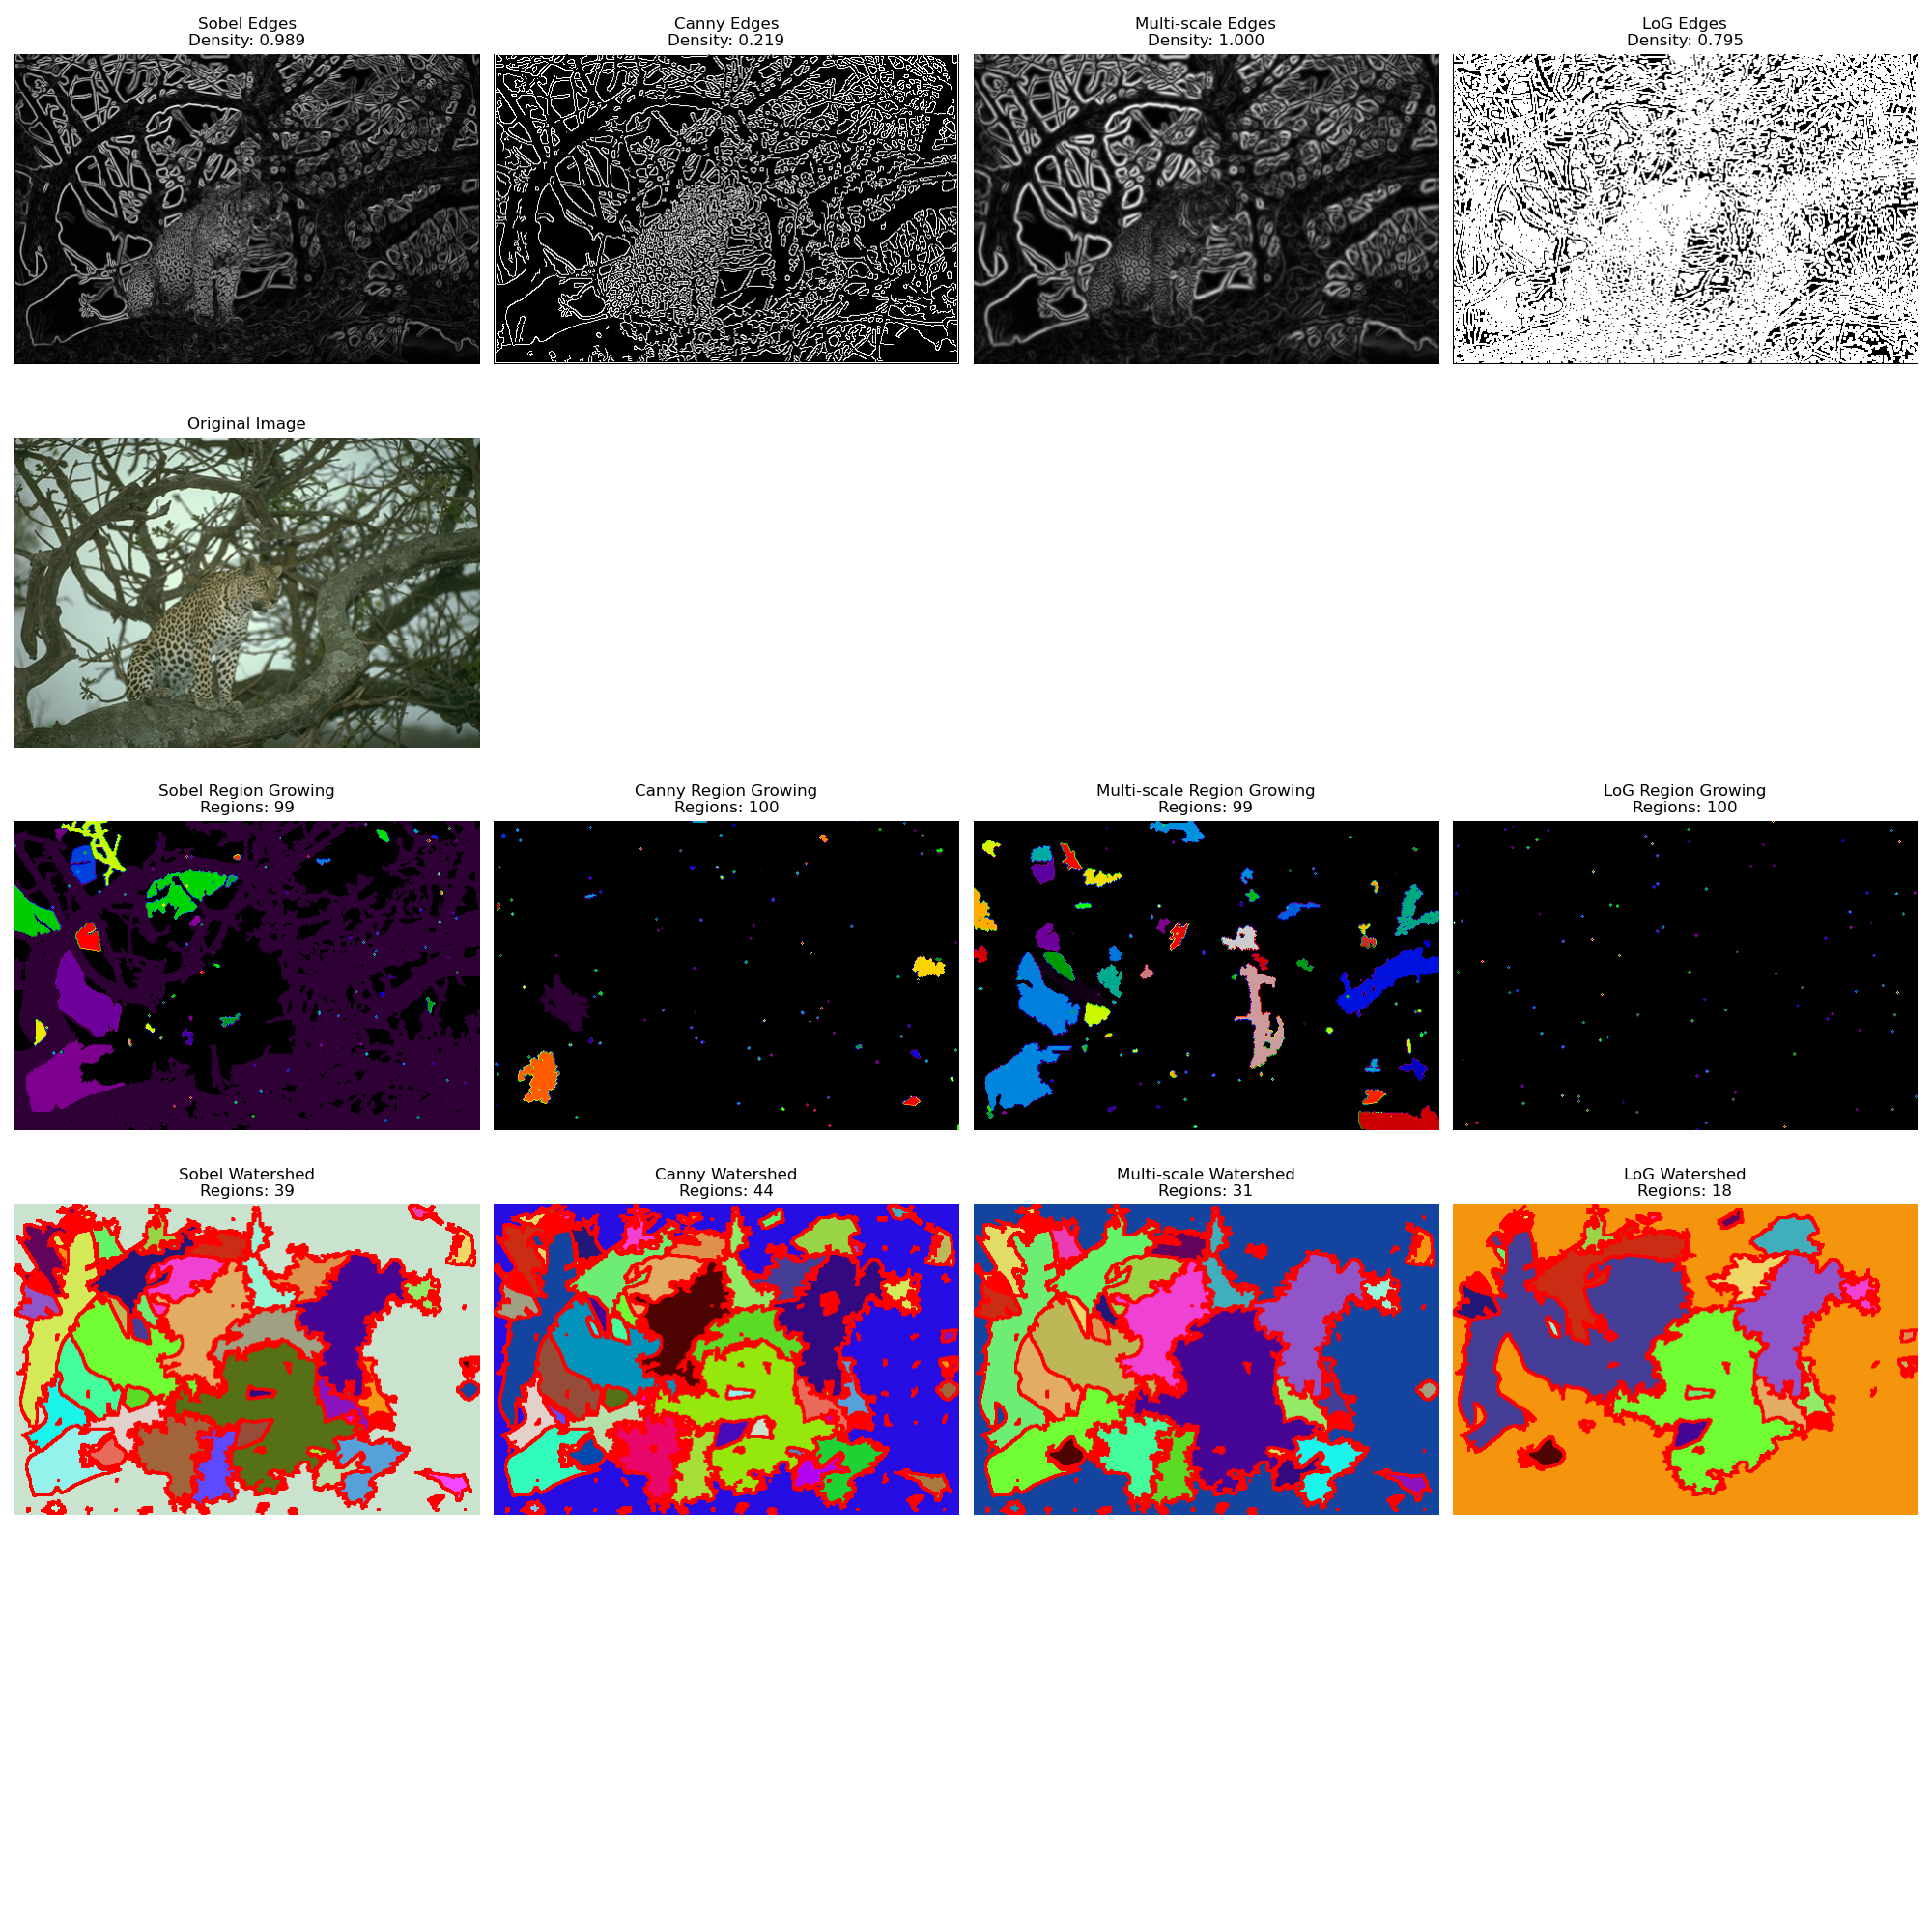 Sobel Edges
Density: 0.989
Canny Edges
Density: 0.219
Multi-scale Edges
Density: 1.000
LoG Edges
Density: 0.795
Original Image
Sobel Region Growing
Regions: 99
Canny Region Growing
Regions: 100
Multi-scale Region Growing
Regions: 99
LoG Region Growing
Regions: 100
Sobel Watershed
Regions: 39
Canny Watershed
Regions: 44
Multi-scale Watershed
Regions: 31
LoG Watershed
Regions: 18